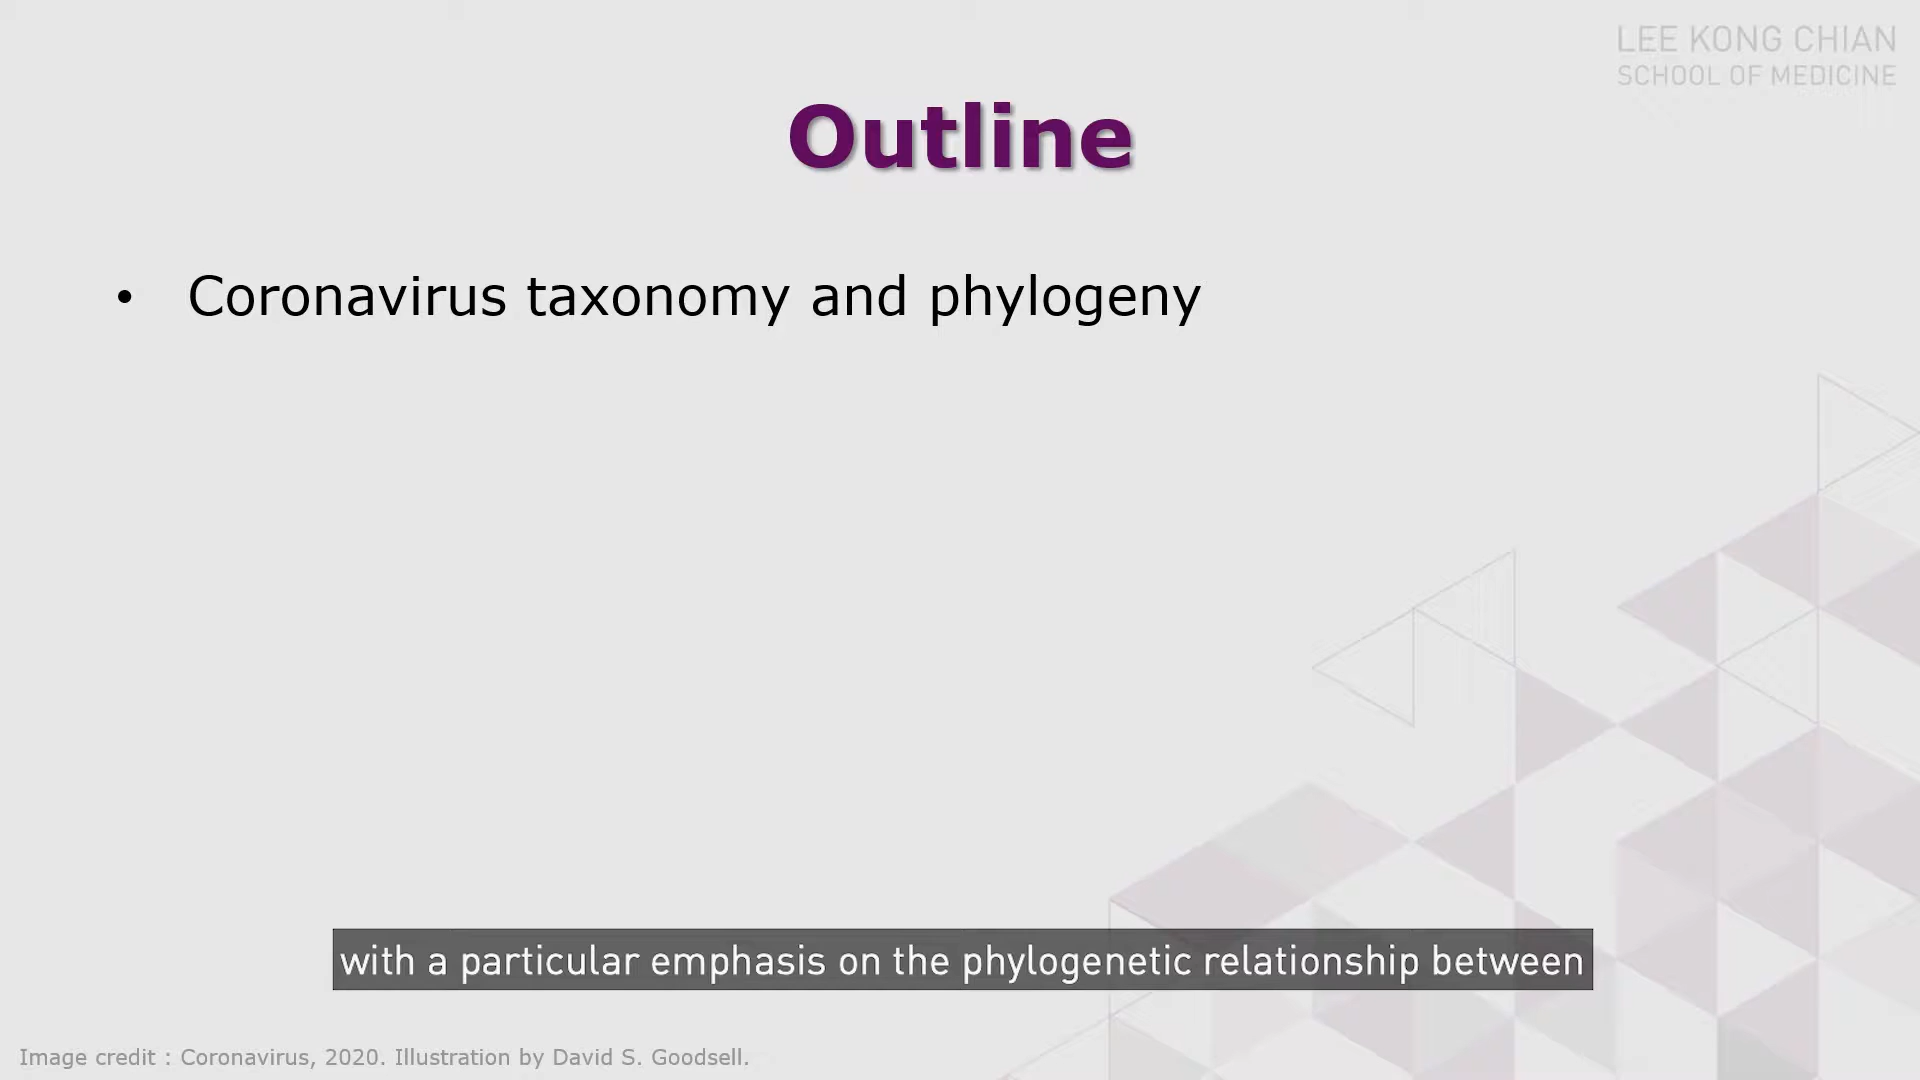 LEE KONG CHIAN
SCHOOL OF MEDICINE
Outline
• Coronavirus taxonomy and phylogeny
with a particular emphasis on the phylogenetic relationship between
Image credit : Coronavirus, 2020. Illustration by David S. Goodsell.